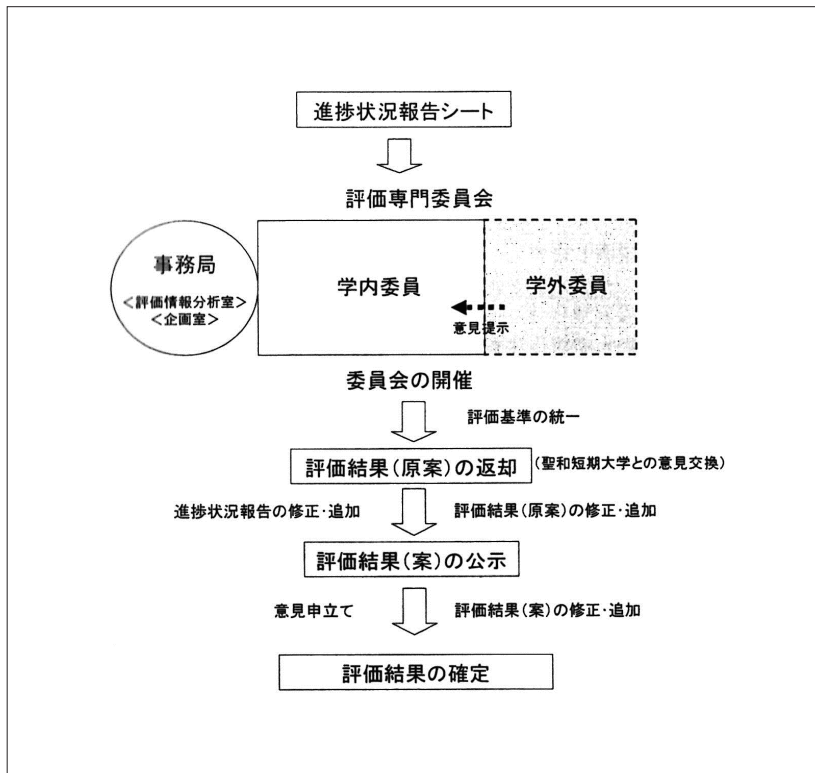 進捗状況報告シート
評価専門委員会
事務局
＜評価情報分析室＞
＜企画室＞
学内委員
学外委員
意見提示
委員会の開催
評価基準の統一
評価結果（原案）の返却
（聖和短期大学との意見交換）
進捗状況報告の修正・追加
評価結果（原案）の修正・追加
評価結果（案）の公示
意見申立て
評価結果（案）の修正・追加
評価結果の確定